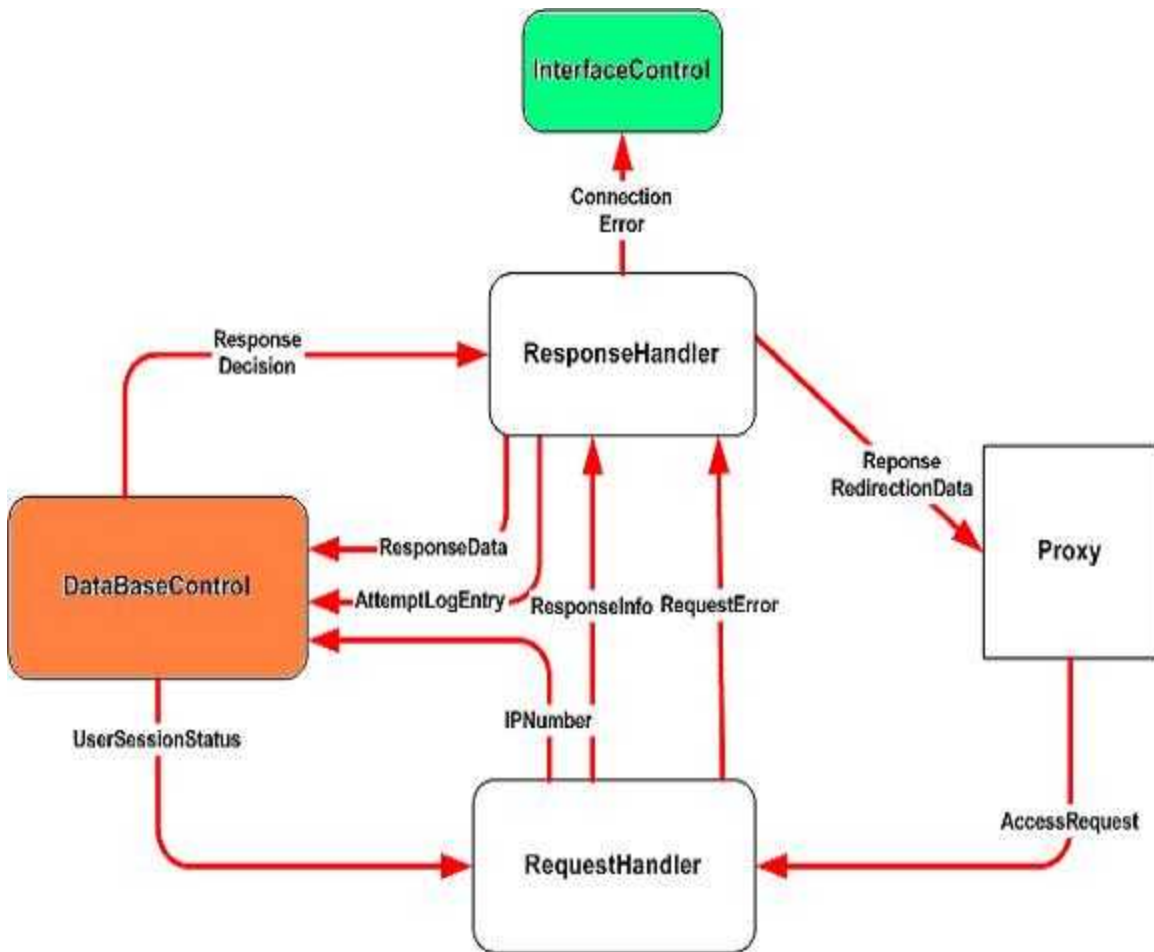 InterfaceControl
Connection
Error
Response
Decision
ResponseHandler
Reponse
RedirectionData
Proxy
ResponseData
DataBaseControl
AttemptLogEntry
ResponseInfo
RequestError
IPNumber
UserSessionStatus
AccessRequest
RequestHandler